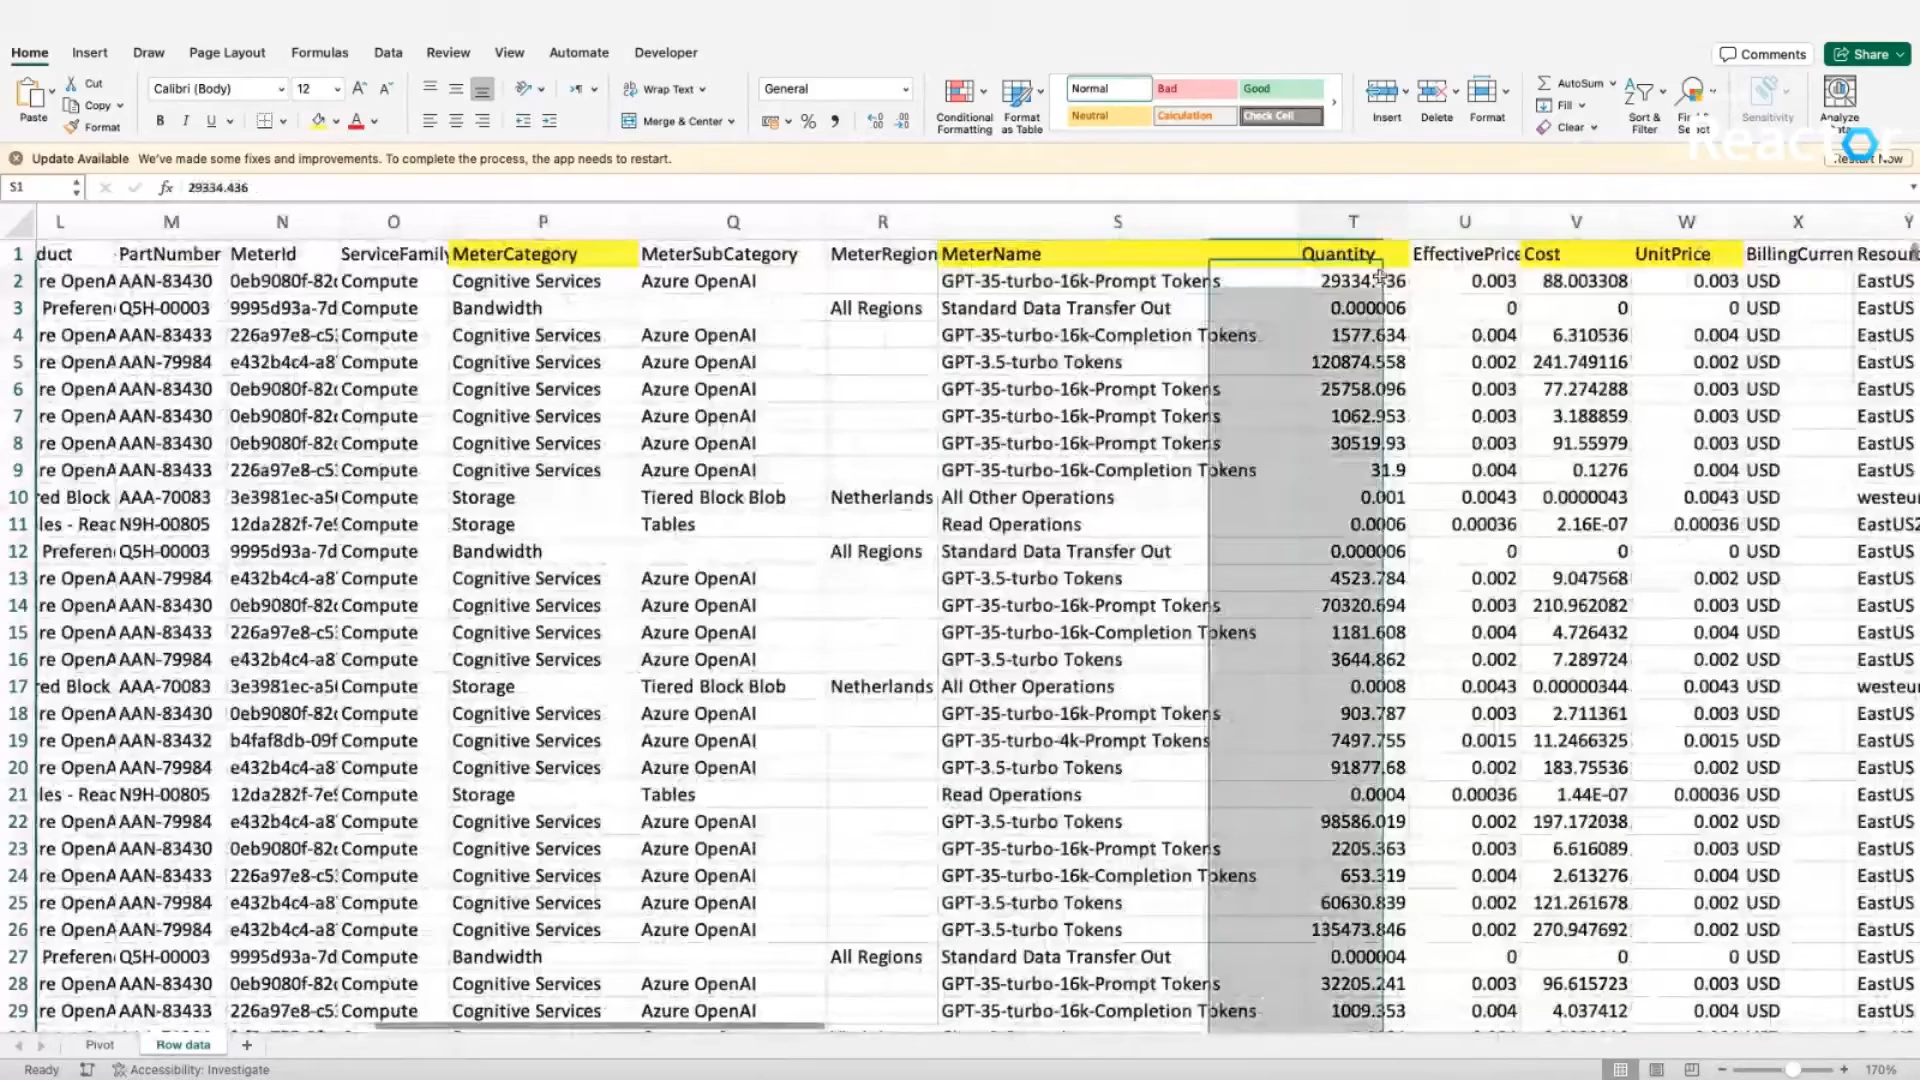 Home Insert Draw Page Layout Formulas Data Review View Automate Developer Comments Share
Paste Cut Copy Format Calibri (Body) 12 A A B I U A Wrap Text Merge & Center General % Conditional Formatting Format as Table Normal Bad Good Neutral Calculation Check Cell Insert Delete Format AutoSum Fill Clear Sort & Filter Find & Select Sensitivity Analyze
Reactor
Update Available We've made some fixes and improvements. To complete the process, the app needs to restart. Restart Now
S1 fx 29334.436
L M N O P Q R S T U V W X Y
1 duct PartNumber MeterId ServiceFamily MeterCategory MeterSubCategory MeterRegion MeterName Quantity EffectivePrice Cost UnitPrice BillingCurren Resour
2 re OpenA AAN-83430 0eb9080f-82 Compute Cognitive Services Azure OpenAI GPT-35-turbo-16k-Prompt Tokens 29334.436 0.003 88.003308 0.003 USD EastUS
3 Preferen Q5H-00003 9995d93a-7d Compute Bandwidth All Regions Standard Data Transfer Out 0.000006 0 0 0 USD EastUS
4 re OpenA AAN-83433 226a97e8-c5 Compute Cognitive Services Azure OpenAI GPT-35-turbo-16k-Completion Tokens 1577.634 0.004 6.310536 0.004 USD EastUS
5 re OpenA AAN-79984 e432b4c4-a8 Compute Cognitive Services Azure OpenAI GPT-3.5-turbo Tokens 120874.558 0.002 241.749116 0.002 USD EastUS
6 re OpenA AAN-83430 0eb9080f-82 Compute Cognitive Services Azure OpenAI GPT-35-turbo-16k-Prompt Tokens 25758.096 0.003 77.274288 0.003 USD EastUS
7 re OpenA AAN-83430 0eb9080f-82 Compute Cognitive Services Azure OpenAI GPT-35-turbo-16k-Prompt Tokens 1062.953 0.003 3.188859 0.003 USD EastUS
8 re OpenA AAN-83430 0eb9080f-82 Compute Cognitive Services Azure OpenAI GPT-35-turbo-16k-Prompt Tokens 30519.93 0.003 91.55979 0.003 USD EastUS
9 re OpenA AAN-83433 226a97e8-c5 Compute Cognitive Services Azure OpenAI GPT-35-turbo-16k-Completion Tokens 31.9 0.004 0.1276 0.004 USD EastUS
10 red Block AAA-70083 3e3981ec-a5 Compute Storage Tiered Block Blob Netherlands All Other Operations 0.001 0.0043 0.0000043 0.0043 USD westeu
11 les - Reac N9H-00805 12da282f-7e Compute Storage Tables Read Operations 0.0006 0.00036 2.16E-07 0.00036 USD EastUS2
12 Preferen Q5H-00003 9995d93a-7d Compute Bandwidth All Regions Standard Data Transfer Out 0.000006 0 0 0 USD EastUS
13 re OpenA AAN-79984 e432b4c4-a8 Compute Cognitive Services Azure OpenAI GPT-3.5-turbo Tokens 4523.784 0.002 9.047568 0.002 USD EastUS
14 re OpenA AAN-83430 0eb9080f-82 Compute Cognitive Services Azure OpenAI GPT-35-turbo-16k-Prompt Tokens 70320.694 0.003 210.962082 0.003 USD EastUS
15 re OpenA AAN-83433 226a97e8-c5 Compute Cognitive Services Azure OpenAI GPT-35-turbo-16k-Completion Tokens 1181.608 0.004 4.726432 0.004 USD EastUS
16 re OpenA AAN-79984 e432b4c4-a8 Compute Cognitive Services Azure OpenAI GPT-3.5-turbo Tokens 3644.862 0.002 7.289724 0.002 USD EastUS
17 red Block AAA-70083 3e3981ec-a5 Compute Storage Tiered Block Blob Netherlands All Other Operations 0.0008 0.0043 0.00000344 0.0043 USD westeu
18 re OpenA AAN-83430 0eb9080f-82 Compute Cognitive Services Azure OpenAI GPT-35-turbo-16k-Prompt Tokens 903.787 0.003 2.711361 0.003 USD EastUS
19 re OpenA AAN-83432 b4faf8db-09f Compute Cognitive Services Azure OpenAI GPT-35-turbo-4k-Prompt Tokens 7497.755 0.0015 11.2466325 0.0015 USD EastUS
20 re OpenA AAN-79984 e432b4c4-a8 Compute Cognitive Services Azure OpenAI GPT-3.5-turbo Tokens 91877.68 0.002 183.75536 0.002 USD EastUS
21 les - Reac N9H-00805 12da282f-7e Compute Storage Tables Read Operations 0.0004 0.00036 1.44E-07 0.00036 USD EastUS
22 re OpenA AAN-79984 e432b4c4-a8 Compute Cognitive Services Azure OpenAI GPT-3.5-turbo Tokens 98586.019 0.002 197.172038 0.002 USD EastUS
23 re OpenA AAN-83430 0eb9080f-82 Compute Cognitive Services Azure OpenAI GPT-35-turbo-16k-Prompt Tokens 2205.363 0.003 6.616089 0.003 USD EastUS
24 re OpenA AAN-83433 226a97e8-c5 Compute Cognitive Services Azure OpenAI GPT-35-turbo-16k-Completion Tokens 653.319 0.004 2.613276 0.004 USD EastUS
25 re OpenA AAN-79984 e432b4c4-a8 Compute Cognitive Services Azure OpenAI GPT-3.5-turbo Tokens 60630.839 0.002 121.261678 0.002 USD EastUS
26 re OpenA AAN-79984 e432b4c4-a8 Compute Cognitive Services Azure OpenAI GPT-3.5-turbo Tokens 135473.846 0.002 270.947692 0.002 USD EastUS
27 Preferen Q5H-00003 9995d93a-7d Compute Bandwidth All Regions Standard Data Transfer Out 0.000004 0 0 0 USD EastUS
28 re OpenA AAN-83430 0eb9080f-82 Compute Cognitive Services Azure OpenAI GPT-35-turbo-16k-Prompt Tokens 32205.241 0.003 96.615723 0.003 USD EastUS
29 re OpenA AAN-83433 226a97e8-c5 Compute Cognitive Services Azure OpenAI GPT-35-turbo-16k-Completion Tokens 1009.353 0.004 4.037412 0.004 USD EastUS
Pivot Row data +
Ready Accessibility: Investigate 170%